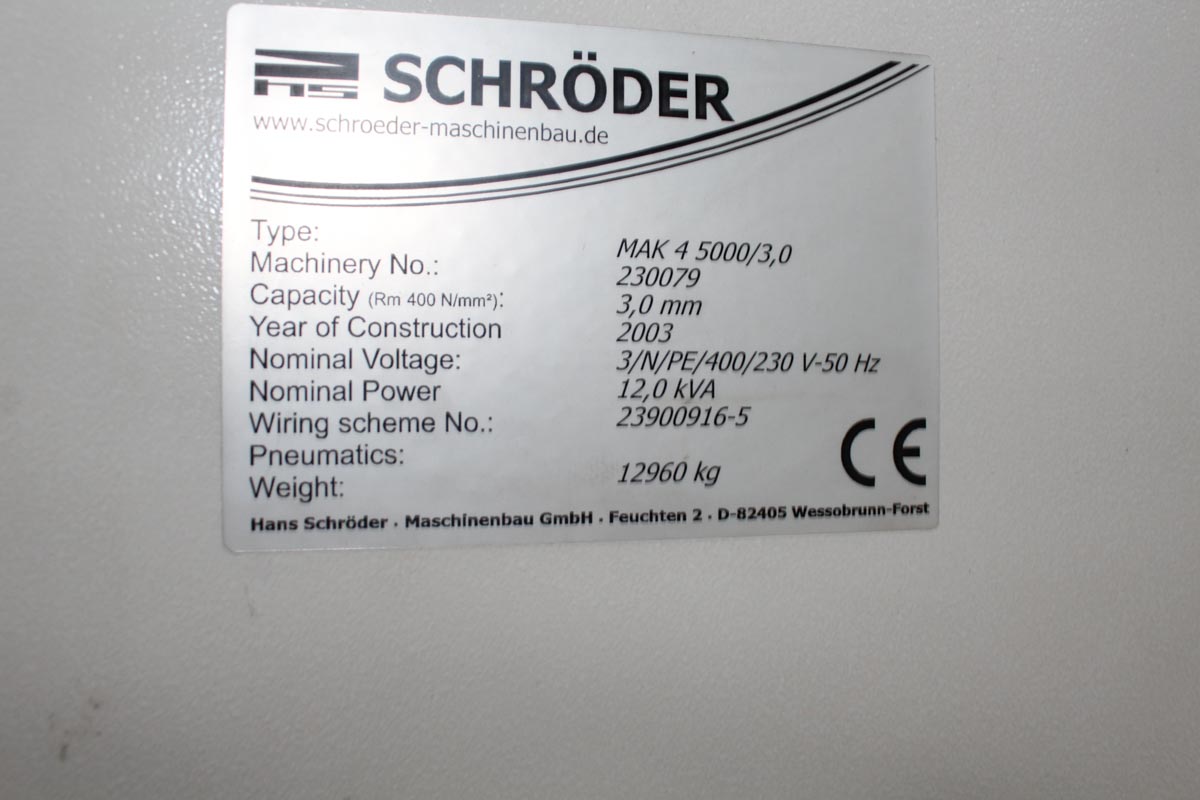 HS SCHRÖDER
www.schroeder-maschinenbau.de
Type: MAK 4 5000/3,0
Machinery No.: 230079
Capacity (Rm 400 N/mm²): 3,0 mm
Year of Construction 2003
Nominal Voltage: 3/N/PE/400/230 V-50 Hz
Nominal Power 12,0 kVA
Wiring scheme No.: 23900916-5
Pneumatics:
Weight: 12960 kg
CE
Hans Schröder · Maschinenbau GmbH · Feuchten 2 · D-82405 Wessobrunn-Forst